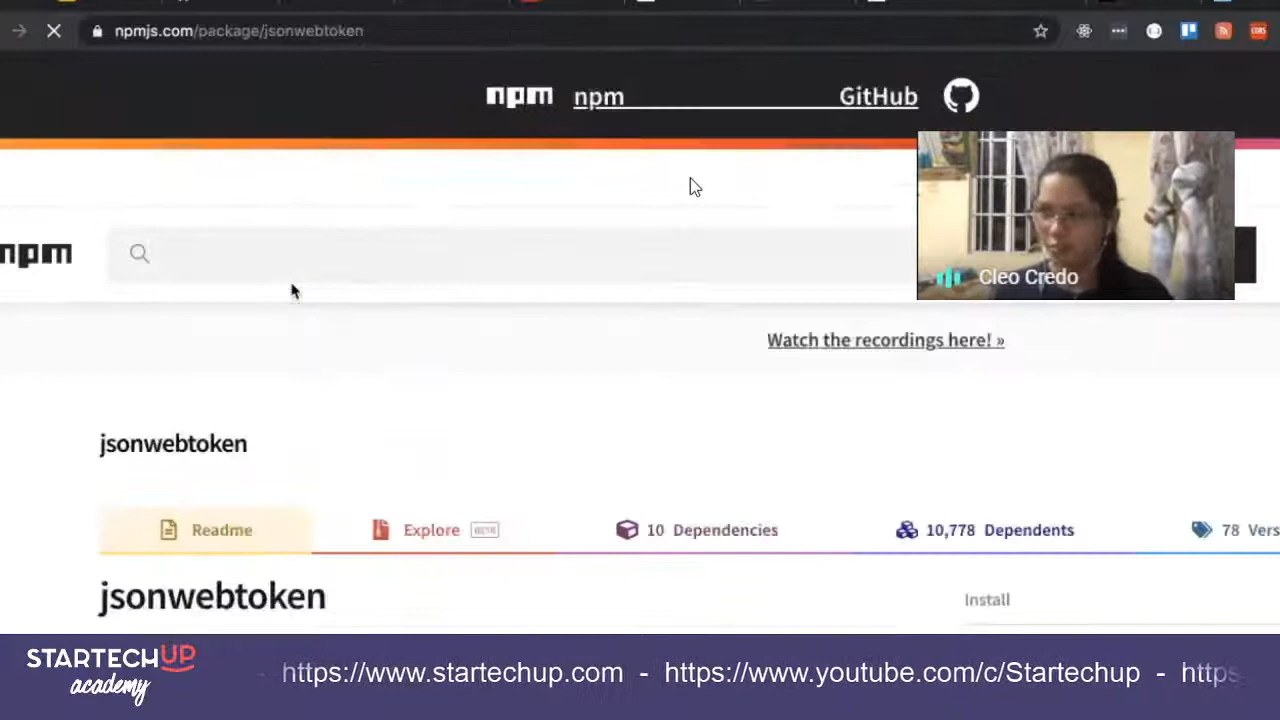 npmjs.com/package/jsonwebtoken
npm npm GitHub
npm
Cleo Credo
Watch the recordings here! »
jsonwebtoken
Readme Explore BETA 10 Dependencies 10,778 Dependents 78 Vers
jsonwebtoken
Install
STARTECHUP
academy
- https://www.startechup.com - https://www.youtube.com/c/Startechup - https